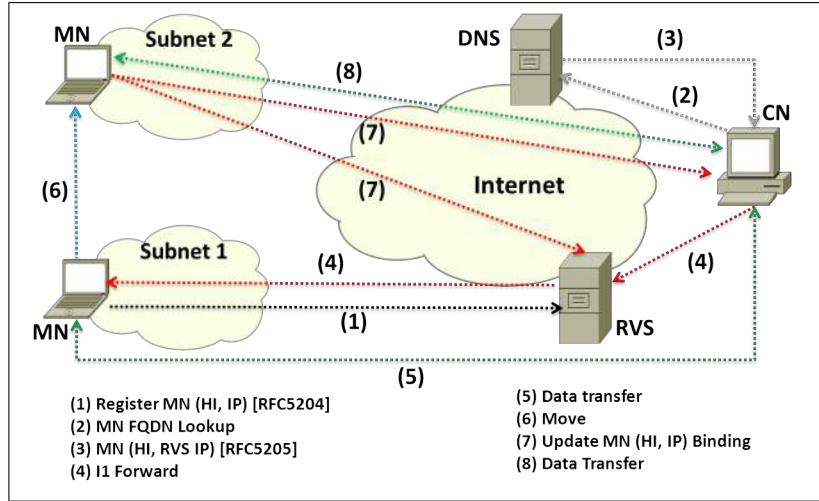 MN
Subnet 2
DNS
(3)
(8)
(2)
CN
(7)
(7)
Internet
(6)
Subnet 1
(4)
(4)
MN
(1)
RVS
(5)
(1) Register MN (HI, IP) [RFC5204]
(2) MN FQDN Lookup
(3) MN (HI, RVS IP) [RFC5205]
(4) I1 Forward
(5) Data transfer
(6) Move
(7) Update MN (HI, IP) Binding
(8) Data Transfer